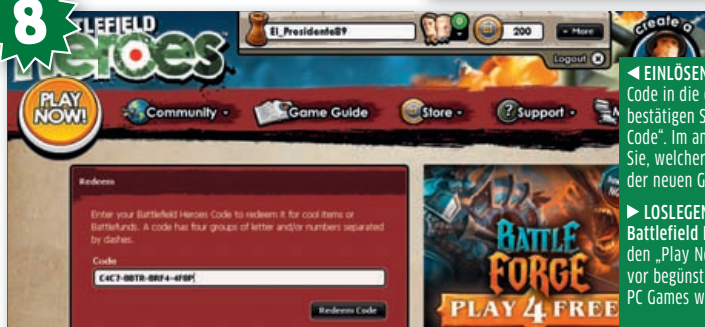 8
BATTLEFIELD
Heroes
El_Presidente89
0
200
More
Logout
create a
PLAY NOW!
Community
Game Guide
Store
Support
Redeem
Enter your Battlefield Heroes Code to redeem it for cool items or
Battlefunds. A code has four groups of letter and/or numbers separated
by dashes.
Code
C4C7-8BTR-8RF4-4F8P
Redeem Code
BATTLE
FORGE
PLAY 4 FREE
◀ EINLÖSEN
Code in die
bestätigen S
Code“. Im an
Sie, welcher
der neuen G
▶ LOSLEGEN
Battlefield
den „Play N
vor begünst
PC Games w